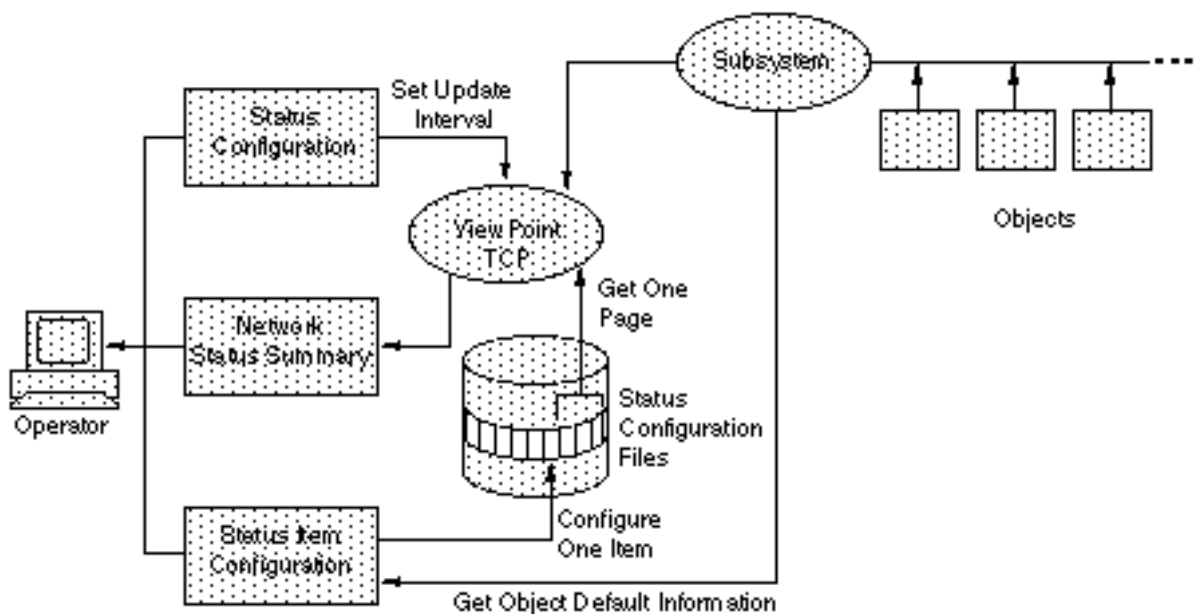 Subsystem
Status
Configuration
Set Update
Interval
Objects
View Point
TCP
Get One
Page
Network
Status Summary
Operator
Status
Configuration
Files
Status Item
Configuration
Configure
One Item
Get Object Default Information